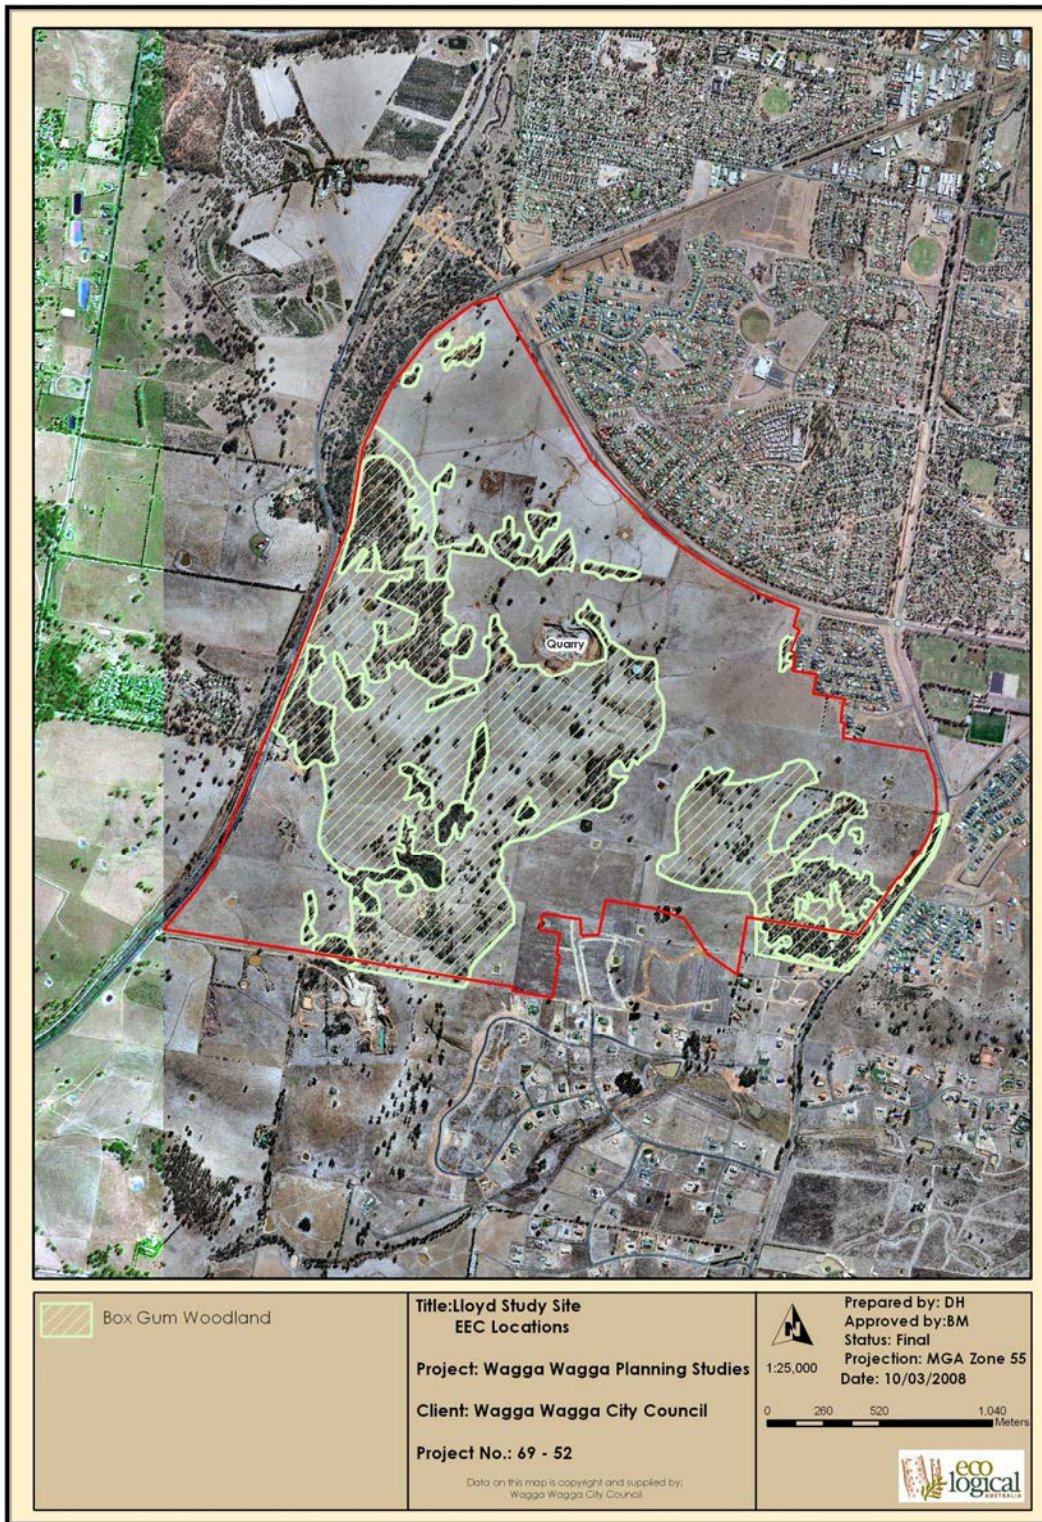 Quarry
Box Gum Woodland
Title:Lloyd Study Site
EEC Locations
Project: Wagga Wagga Planning Studies
Client: Wagga Wagga City Council
Project No.: 69 - 52
Data on this map is copyright and supplied by:
Wagga Wagga City Council
N
1:25,000
Prepared by: DH
Approved by:BM
Status: Final
Projection: MGA Zone 55
Date: 10/03/2008
0 260 520 1,040
Meters
eco
logical
AUSTRALIA